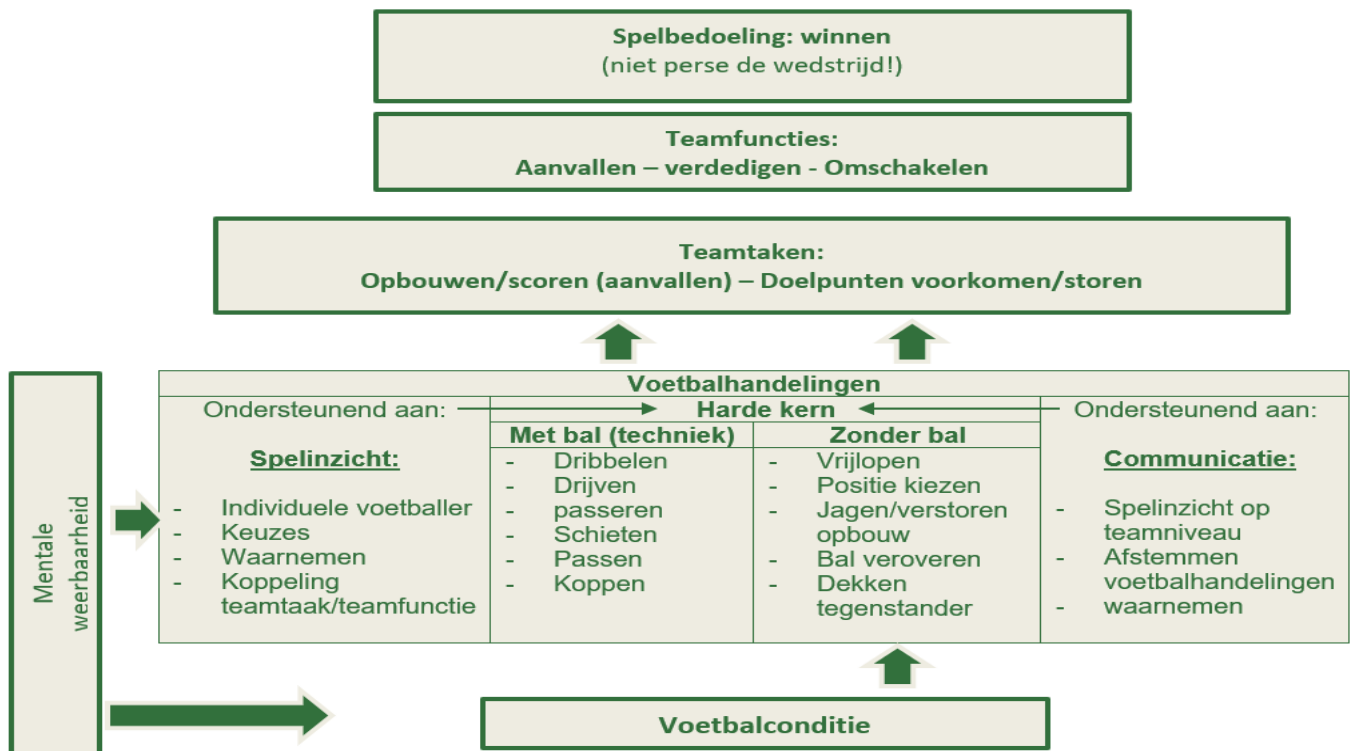 Spelbedoeling: winnen
(niet perse de wedstrijd!)
Teamfuncties:
Aanvallen – verdedigen - Omschakelen
Teamtaken:
Opbouwen/scoren (aanvallen) – Doelpunten voorkomen/storen
Mentale
weerbaarheid
Voetbalhandelingen
Ondersteunend aan:
Spelinzicht:
- Individuele voetballer
- Keuzes
- Waarnemen
- Koppeling
teamtaak/teamfunctie
Harde kern
Met bal (techniek)
- Dribbelen
- Drijven
- passeren
- Schieten
- Passen
- Koppen
Zonder bal
- Vrijlopen
- Positie kiezen
- Jagen/verstoren
opbouw
- Bal veroveren
- Dekken
tegenstander
Ondersteunend aan:
Communicatie:
- Spelinzicht op
teamniveau
- Afstemmen
voetbalhandelingen
- waarnemen
Voetbalconditie